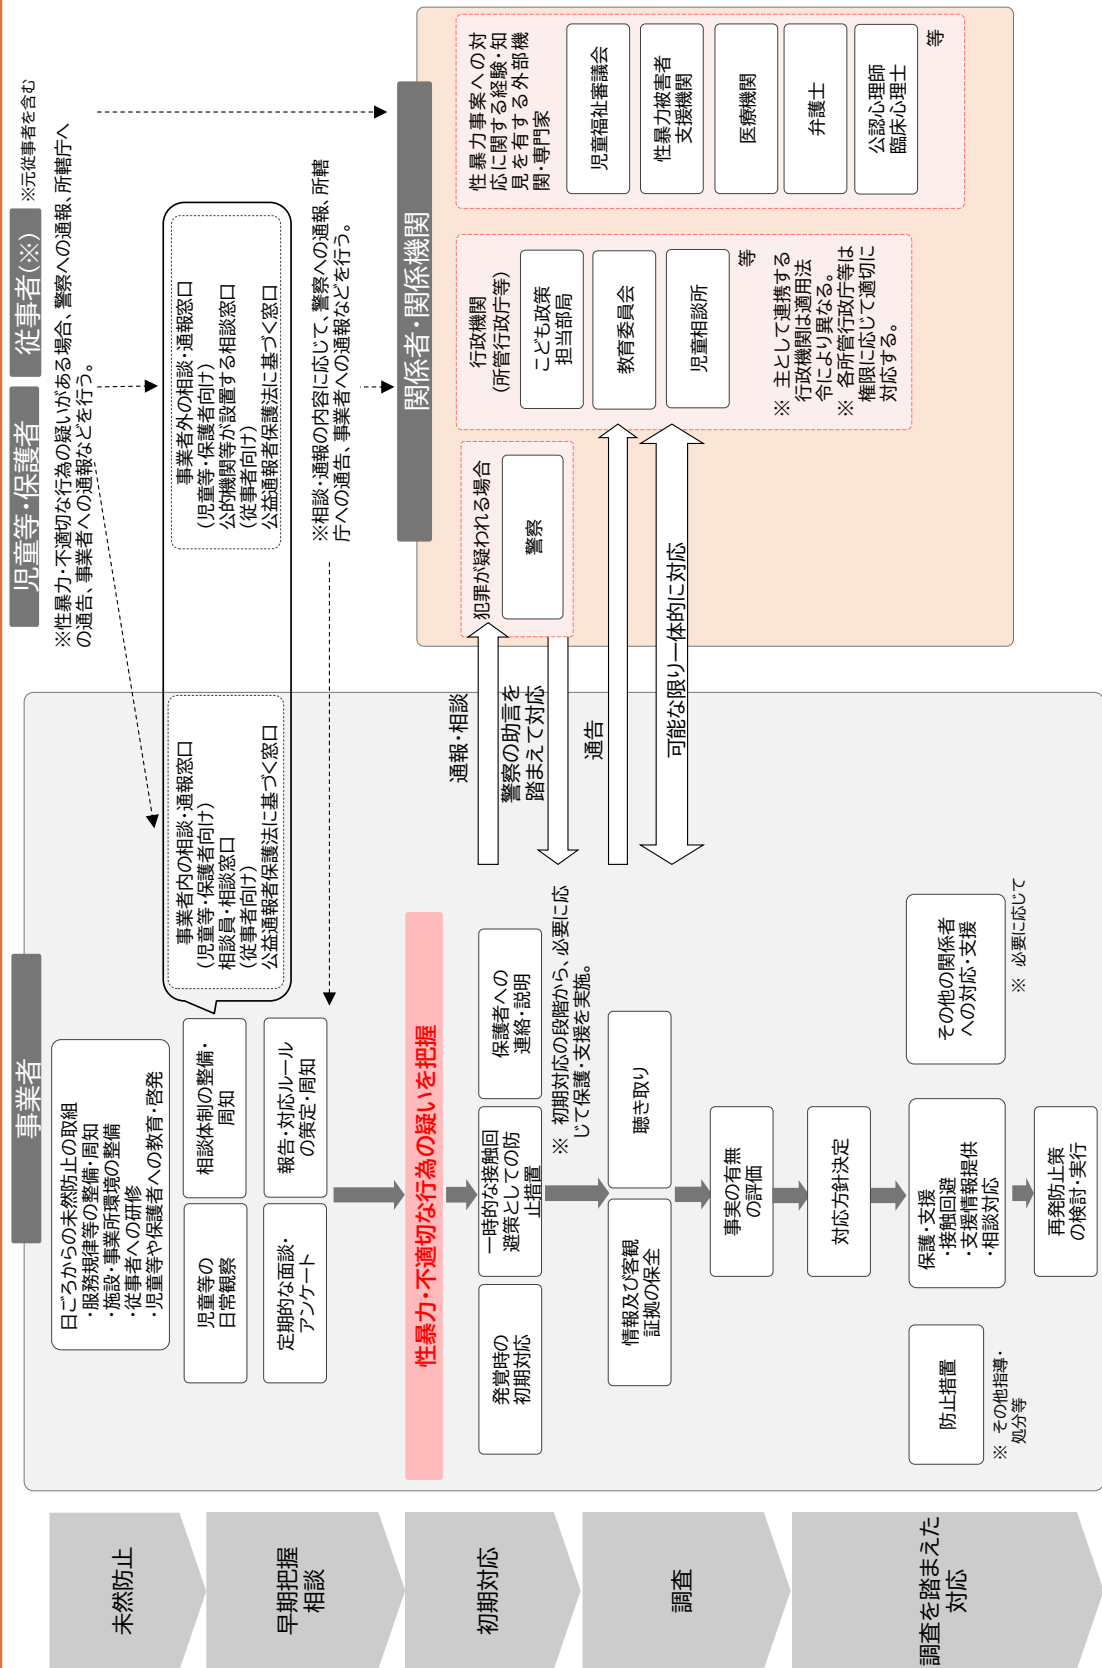 事業者
児童等・保護者
従事者(※)
※元従事者を含む
※性暴力・不適切な行為の疑いがある場合、警察への通報、所轄庁へ
の通告、事業者への通報などを行う。
未然防止
日ごろからの未然防止の取組
・服務規律等の整備・周知
・施設・事業所環境の整備
・従事者への研修
・児童等や保護者への教育・啓発
早期把握
相談
児童等の
日常観察
相談体制の整備・
周知
定期的な面談・
アンケート
報告・対応ルール
の策定・周知
事業者内の相談・通報窓口
(児童等・保護者向け)
相談員・相談窓口
(従事者向け)
公益通報者保護法に基づく窓口
事業者外の相談・通報窓口
(児童等・保護者向け)
公的機関等が設置する相談窓口
(従事者向け)
公益通報者保護法に基づく窓口
※相談・通報の内容に応じて、警察への通報、所轄
庁への通告、事業者への通報などを行う。
性暴力・不適切な行為の疑いを把握
初期対応
発覚時の
初期対応
一時的な接触回
避策としての防
止措置
保護者への
連絡・説明
※ 初期対応の段階から、必要に応
じて保護・支援を実施。
調査
情報及び客観
証拠の保全
聴き取り
事実の有無
の評価
対応方針決定
調査を踏まえた
対応
防止措置
※ その他指導・
処分等
保護・支援
・接触回避
・支援情報提供
・相談対応
その他の関係者
への対応・支援
※ 必要に応じて
再発防止策
の検討・実行
通報・相談
警察の助言を
踏まえて対応
通告
可能な限り一体的に対応
関係者・関係機関
犯罪が疑われる場合
警察
行政機関
(所管行政庁等)
こども政策
担当部局
教育委員会
児童相談所
等
※ 主として連携する
行政機関は適用法
令により異なる。
※ 各所管行政庁等は
権限に応じて適切に
対応する。
性暴力事案への対
応に関する経験・知
見を有する外部機
関・専門家
児童福祉審議会
性暴力被害者
支援機関
医療機関
弁護士
公認心理師
臨床心理士
等